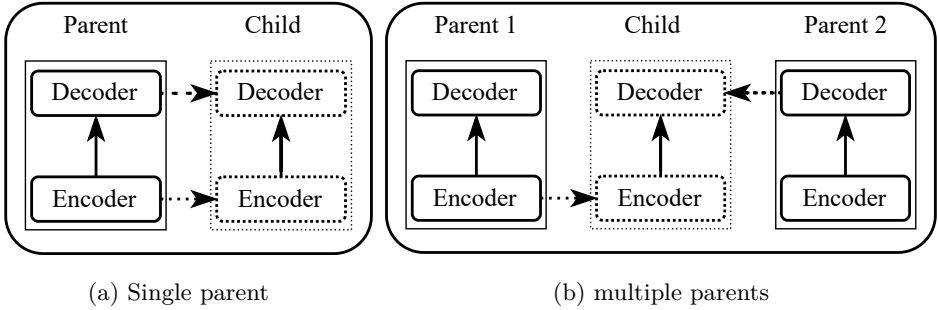 Parent Child
Decoder Decoder
Encoder Encoder
(a) Single parent
Parent 1 Child Parent 2
Decoder Decoder Decoder
Encoder Encoder Encoder
(b) multiple parents